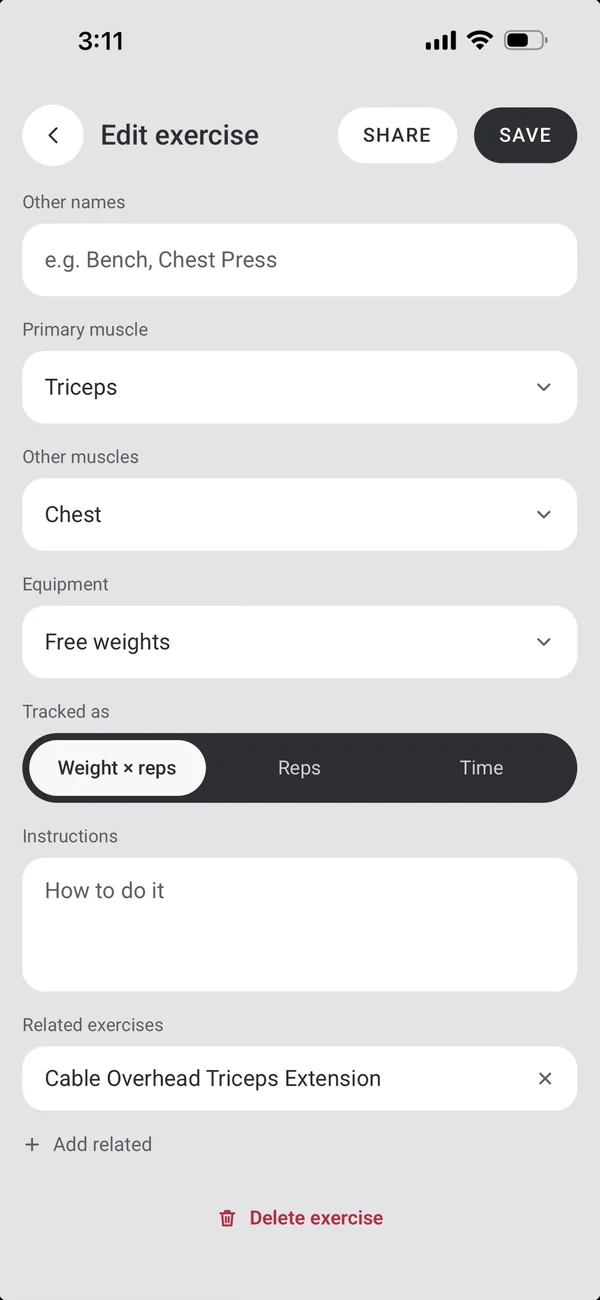 3:11
Edit exercise
SHARE
SAVE
Other names
e.g. Bench, Chest Press
Primary muscle
Triceps
Other muscles
Chest
Equipment
Free weights
Tracked as
Weight × reps
Reps
Time
Instructions
How to do it
Related exercises
Cable Overhead Triceps Extension
+ Add related
Delete exercise